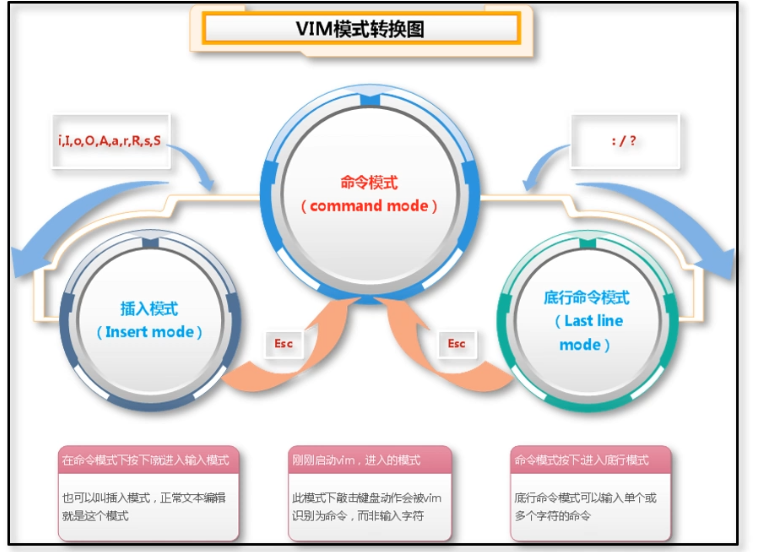 VIM模式转换图
i,I,o,O,A,a,r,R,s,S
: / ?
命令模式
（command mode）
插入模式
（Insert mode）
底行命令模式
（Last line
mode）
Esc
Esc
在命令模式下按下i就进入输入模式
也可以叫插入模式，正常文本编辑
就是这个模式
刚刚启动vim，进入的模式
此模式下敲击键盘动作会被vim
识别为命令，而非输入字符
命令模式按下:进入底行模式
底行命令模式可以输入单个或
多个字符的命令